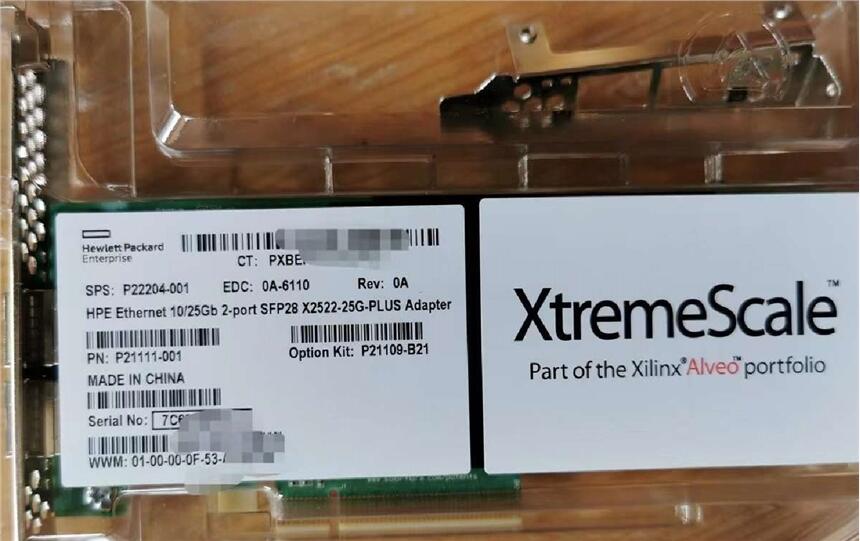 Hewlett Packard
Enterprise
CT: PXBE
SPS: P22204-001 EDC: 0A-6110 Rev: 0A
HPE Ethernet 10/25Gb 2-port SFP28 X2522-25G-PLUS Adapter
PN: P21111-001
Option Kit: P21109-B21
MADE IN CHINA
Serial No: 7C6
WWM: 01-00-00-0F-53-
XtremeScale™
Part of the Xilinx® Alveo™ portfolio